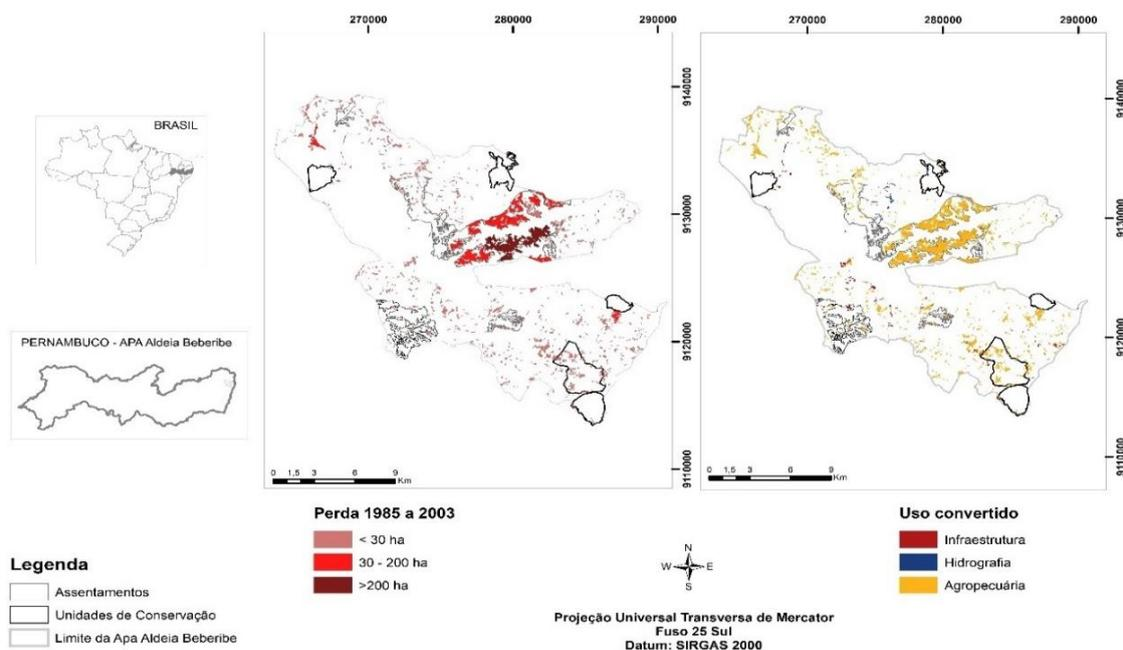 270000 280000 290000
270000 280000 290000
9140000
9130000
9120000
9110000
9140000
9130000
9120000
9110000
BRASIL
PERNAMBUCO - APA Aldeia Beberibe
0 1,5 3 6 9
Km
0 1,5 3 6 9
Km
Legenda
Assentamentos
Unidades de Conservação
Limite da Apa Aldeia Beberibe
Perda 1985 a 2003
< 30 ha
30 - 200 ha
>200 ha
N
W E
S
Projeção Universal Transversa de Mercator
Fuso 25 Sul
Datum: SIRGAS 2000
Uso convertido
Infraestrutura
Hidrografia
Agropecuária